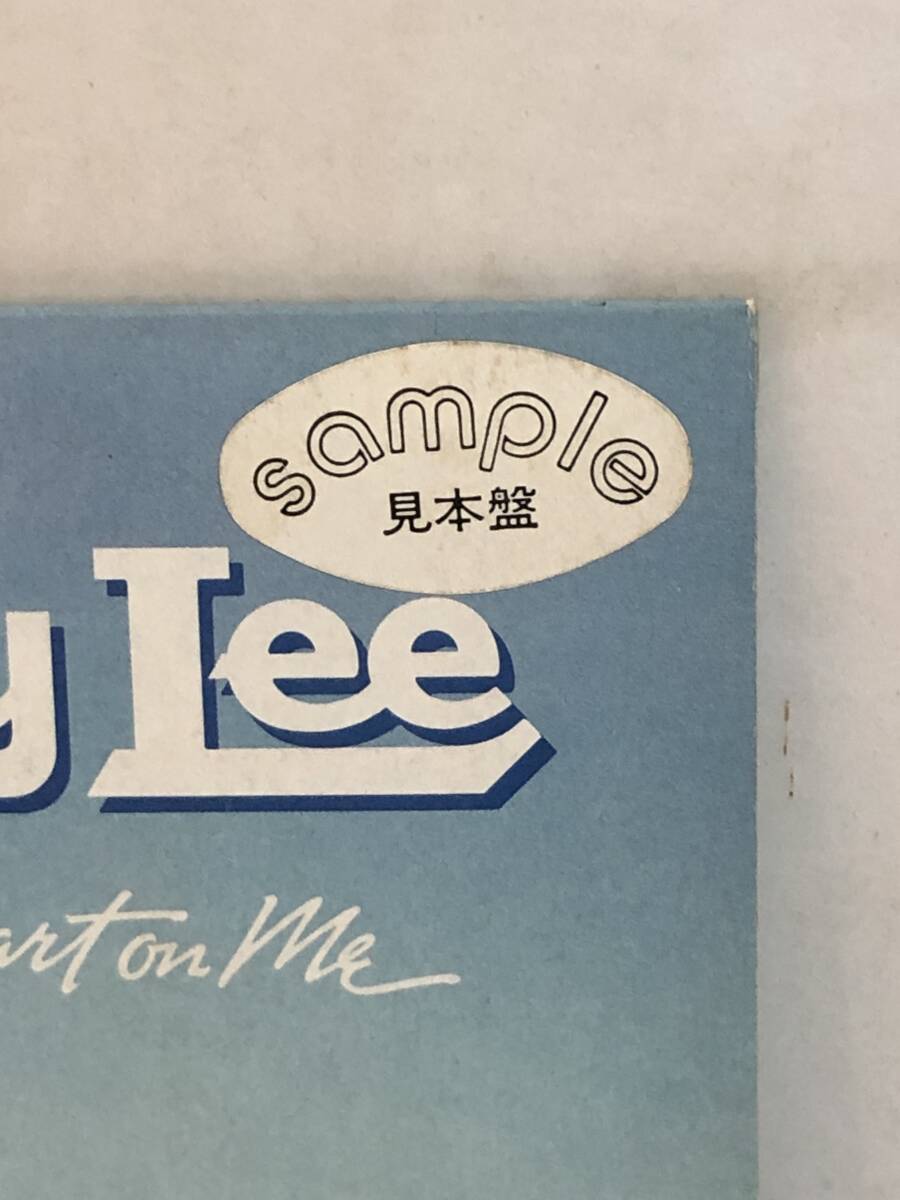 sample
見本盤
y Lee
art on Me